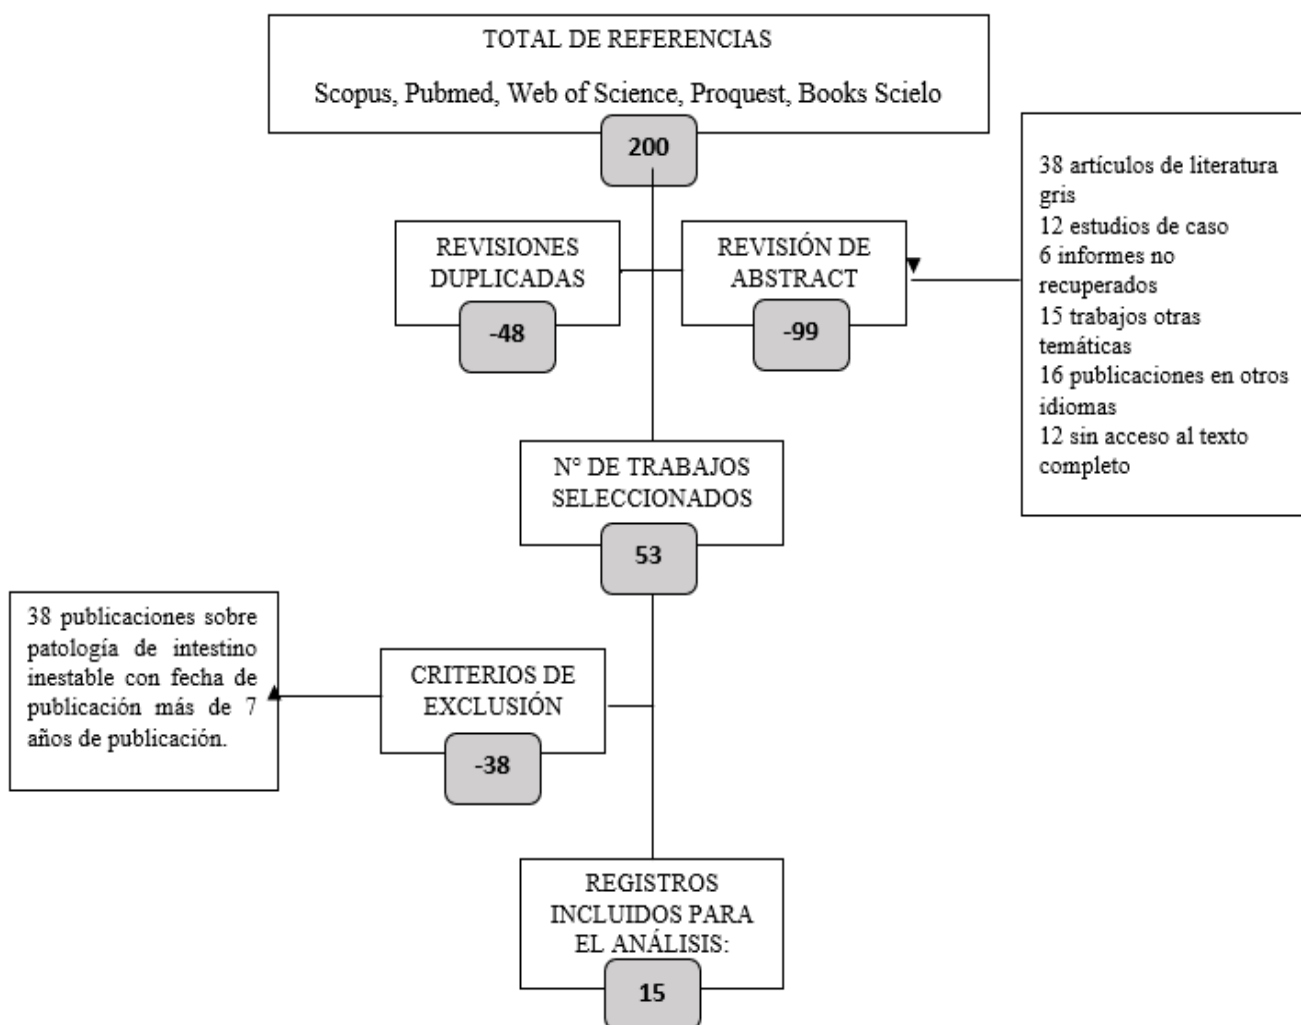 TOTAL DE REFERENCIAS
Scopus, Pubmed, Web of Science, Proquest, Books Scielo
200
38 artículos de literatura
gris
12 estudios de caso
6 informes no
recuperados
15 trabajos otras
temáticas
16 publicaciones en otros
idiomas
12 sin acceso al texto
completo
REVISIONES
DUPLICADAS
-48
REVISIÓN DE
ABSTRACT
-99
N° DE TRABAJOS
SELECCIONADOS
53
38 publicaciones sobre
patología de intestino
inestable con fecha de
publicación más de 7
años de publicación.
CRITERIOS DE
EXCLUSIÓN
-38
REGISTROS
INCLUIDOS PARA
EL ANÁLISIS:
15